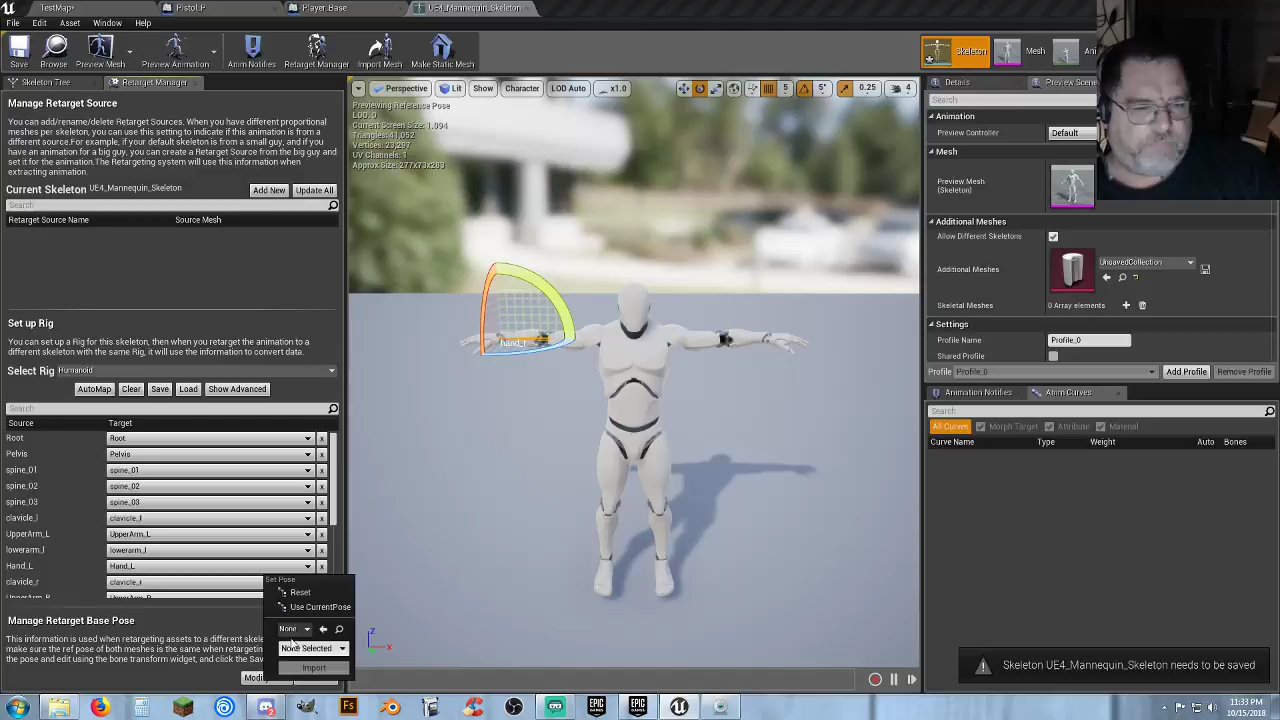 TestMap*
Pistol.P
Player.Base
UE4_Mannequin_Skeleton
File
Edit
Asset
Window
Help
Save
Browse
Preview Mesh
Preview Animation
Anim Notifies
Retarget Manager
Import Mesh
Make Static Mesh
Skeleton
Mesh
Skeleton Tree
Retarget Manager
Manage Retarget Source
You can add/rename/delete Retarget Sources. When you have different proportional
meshes per skeleton, you can use this setting to indicate if this animation is from a
different source.For example, if your default skeleton is from a small guy, and if you
have an animation for a big guy, you can create a Retarget Source from the big guy and
set it for the animation.The Retargeting system will use this information when
extracting animation.
Current Skeleton UE4_Mannequin_Skeleton
Add New
Update All
Search
Retarget Source Name
Source Mesh
Set up Rig
You can set up a Rig for this skeleton, then when you retarget the animation to a
different skeleton with the same Rig, it will use the information to convert data.
Select Rig Humanoid
AutoMap
Clear
Save
Load
Show Advanced
Search
Source
Target
Root
Root
x
Pelvis
Pelvis
x
spine_01
spine_01
x
spine_02
spine_02
x
spine_03
spine_03
x
clavicle_l
clavicle_l
x
UpperArm_L
UpperArm_L
x
lowerarm_l
lowerarm_l
x
Hand_L
Hand_L
x
clavicle_r
clavicle_r
UpperArm_R
Set Pose
Reset
Use CurrentPose
None
None Selected
Import
Manage Retarget Base Pose
This information is used when retargeting assets to a different skeleton
make sure the ref pose of both meshes is the same when retargeting
the pose and edit using the bone transform widget, and click the Save
Perspective
Lit
Show
Character
LOD Auto
x1.0
5
5°
0.25
4
Previewing Reference Pose
LOD: 0
Current Screen Size: 1.094
Triangles: 41,052
Vertices: 23,297
UV Channels: 1
Approx Size: 277x73x283
hand_r
Z
X
Details
Search
Animation
Preview Controller
Default
Mesh
Preview Mesh
(Skeleton)
Additional Meshes
Allow Different Skeletons
Additional Meshes
UnsavedCollection
Skeletal Meshes
0 Array elements
Settings
Profile Name
Profile_0
Shared Profile
Profile Profile_0
Add Profile
Remove Profile
Animation Notifies
Anim Curves
Search
All Curves
Morph Target
Attribute
Material
Curve Name
Type
Weight
Auto
Bones
Skeleton UE4_Mannequin_Skeleton needs to be saved
Fs
EPIC GAMES
EPIC GAMES
11:33 PM
10/15/2018